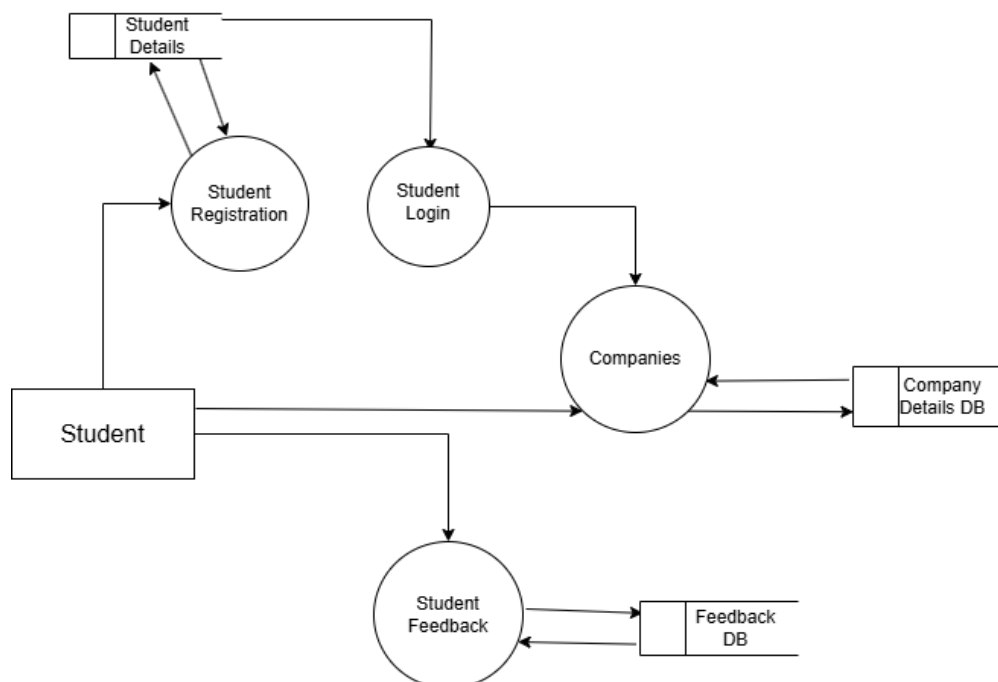 Student
Details
Student
Registration
Student
Login
Companies
Company
Details DB
Student
Student
Feedback
Feedback
DB